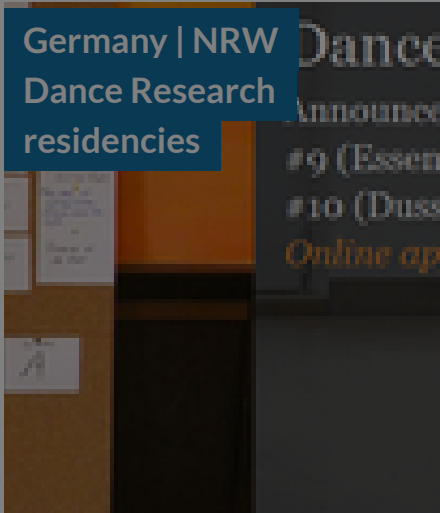 Germany | NRW
Dance Research
residencies
Dance
Announce
#9 (Essen
#10 (Duss
Online ap